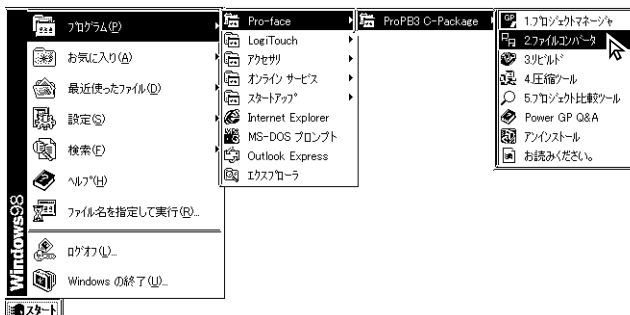 プログラム(P)
お気に入り(A)
最近使ったファイル(D)
設定(S)
検索(F)
ヘルプ(H)
ファイル名を指定して実行(R)...
ログオフ(L)...
Windows の終了(U)...
Windows98
スタート
Pro-face
LogiTouch
アクセサリ
オンライン サービス
スタートアップ
Internet Explorer
MS-DOS プロンプト
Outlook Express
エクスプローラ
ProPB3 C-Package
1.プロジェクトマネージャ
2.ファイルコンバータ
3.リビルド
4.圧縮ツール
5.プロジェクト比較ツール
Power GP Q&A
アンインストール
お読みください。